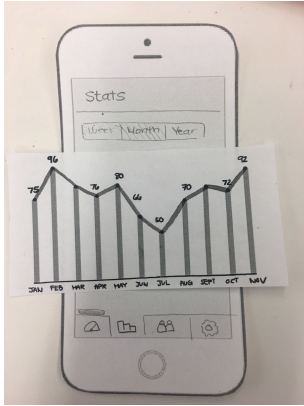 Stats
Week Month Year
96 92
75 76 80 70 72
66
50
JAN FEB MAR APR MAY JUN JUL AUG SEPT OCT NOV